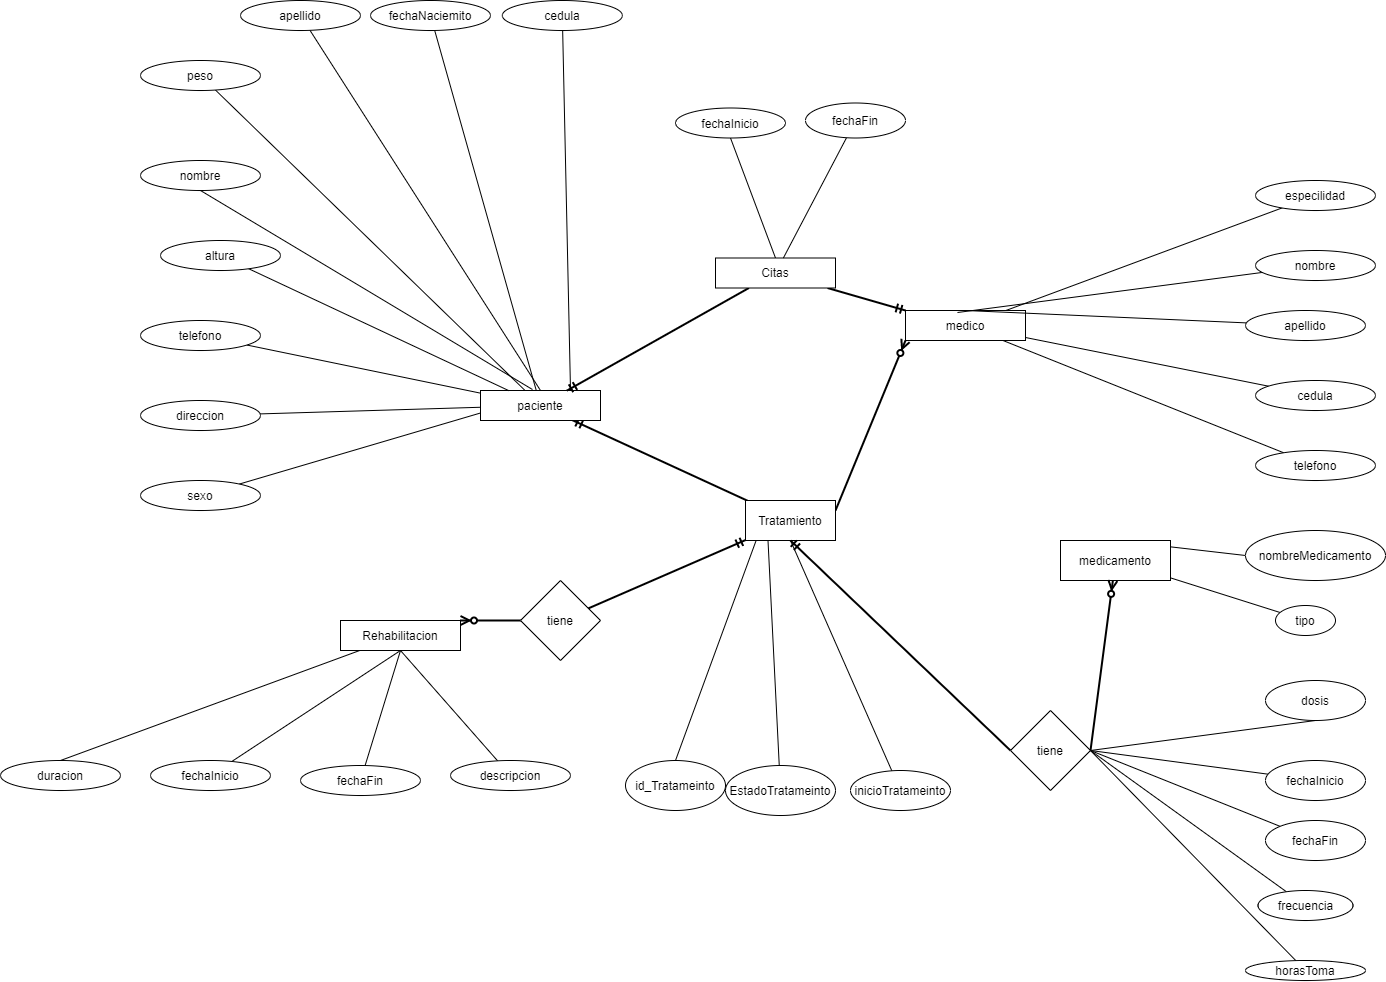 apellido
fechaNaciemito
cedula
peso
fechaInicio
fechaFin
nombre
especilidad
altura
Citas
nombre
telefono
medico
apellido
direccion
paciente
cedula
sexo
telefono
Tratamiento
medicamento
nombreMedicamento
Rehabilitacion
tiene
tipo
dosis
tiene
duracion
fechaInicio
fechaFin
descripcion
id_Tratameinto
EstadoTratameinto
inicioTratameinto
fechaInicio
fechaFin
frecuencia
horasToma